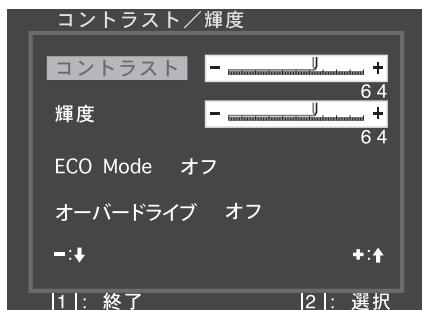 コントラスト／輝度
コントラスト - +
64
輝度 - +
64
ECO Mode オフ
オーバードライブ オフ
-:⬇ +:⬆
|1|: 終了 |2|: 選択